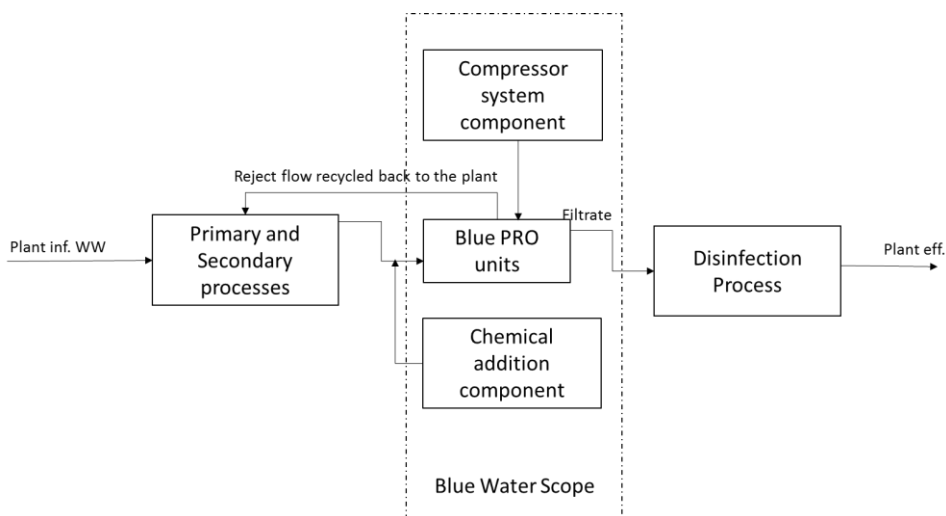 Compressor
system
component
Reject flow recycled back to the plant
Filtrate
Plant inf. WW
Primary and
Secondary
processes
Blue PRO
units
Disinfection
Process
Plant eff.
Chemical
addition
component
Blue Water Scope